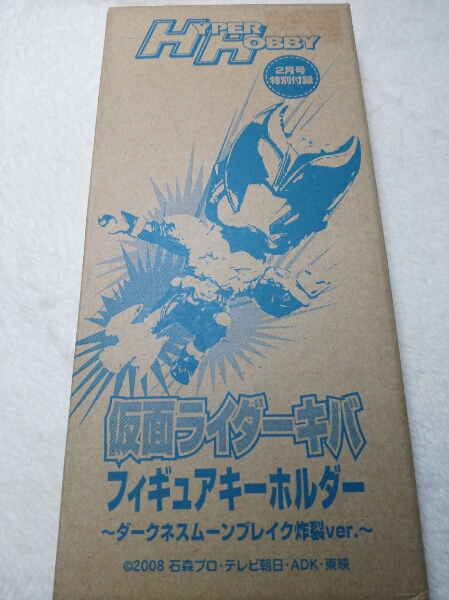 HYPER HOBBY
2月号
特別付録
仮面ライダーキバ
フィギュアキーホルダー
～ダークネスムーンブレイク炸裂ver.～
©2008 石森プロ・テレビ朝日・ADK・東映